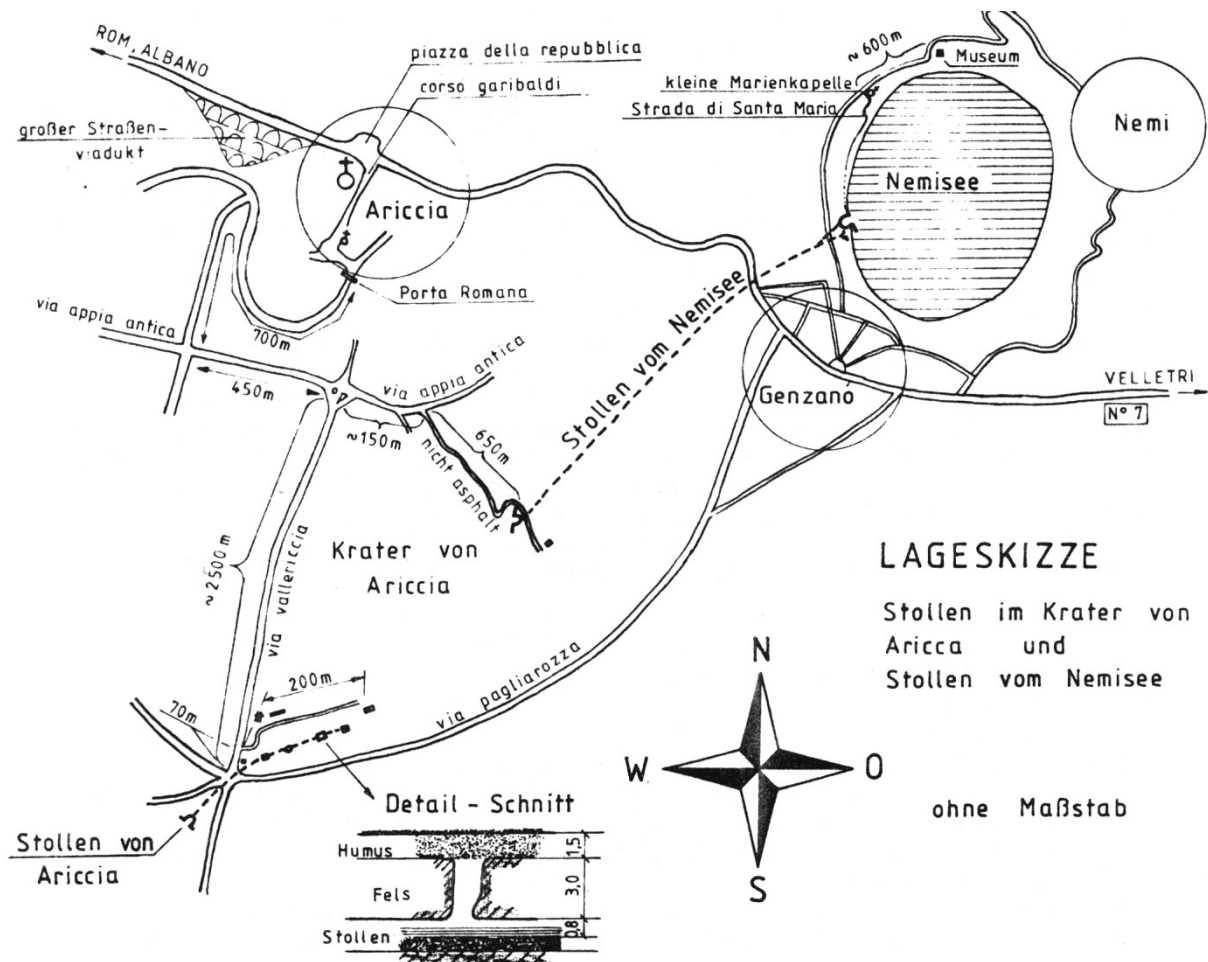 ROM, ALBANO
piazza della repubblica
corso garibaldi
großer Straßen-
viadukt
Ariccia
~600m
Museum
kleine Marienkapelle
Strada di Santa Maria
Nemisee
Nemi
Porta Romana
via appia antica
700m
450m
via appia antica
~150m
650m
nicht asphalt
Stollen vom Nemisee
Genzano
VELLETRI
Nº 7
~2500m
via vallericcia
Krater von
Ariccia
via pagliarozza
200m
70m
Stollen von
Ariccia
Detail - Schnitt
Humus
Fels
Stollen
1,5
3,0
0,8
LAGESKIZZE
Stollen im Krater von
Aricca und
Stollen vom Nemisee
N
W
O
S
ohne Maßstab